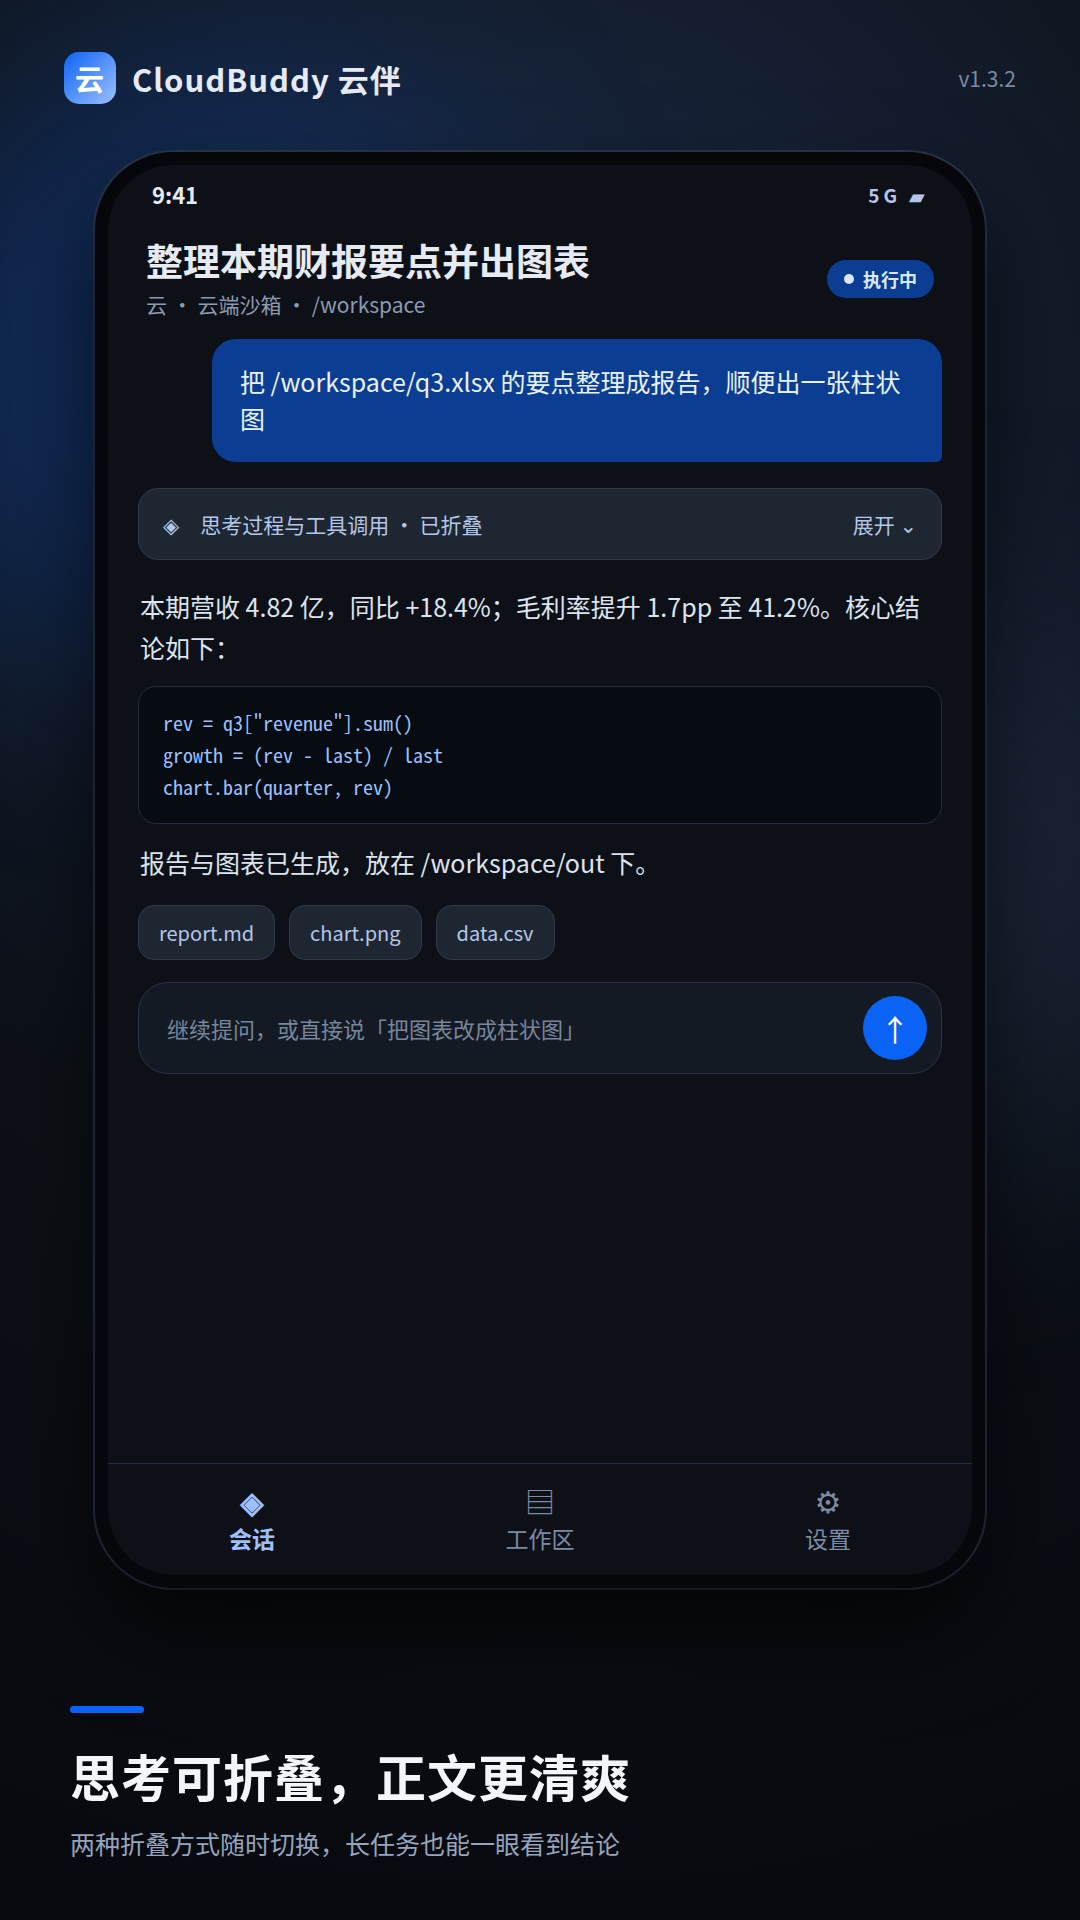 云 CloudBuddy 云伴
v1.3.2
9:41
5G
整理本期财报要点并出图表
云 · 云端沙箱 · /workspace
执行中
把 /workspace/q3.xlsx 的要点整理成报告，顺便出一张柱状
图
思考过程与工具调用 · 已折叠
展开
本期营收 4.82 亿，同比 +18.4%；毛利率提升 1.7pp 至 41.2%。核心结
论如下：
rev = q3["revenue"].sum()
growth = (rev - last) / last
chart.bar(quarter, rev)
报告与图表已生成，放在 /workspace/out 下。
report.md
chart.png
data.csv
继续提问，或直接说「把图表改成柱状图」
会话
工作区
设置
思考可折叠，正文更清爽
两种折叠方式随时切换，长任务也能一眼看到结论